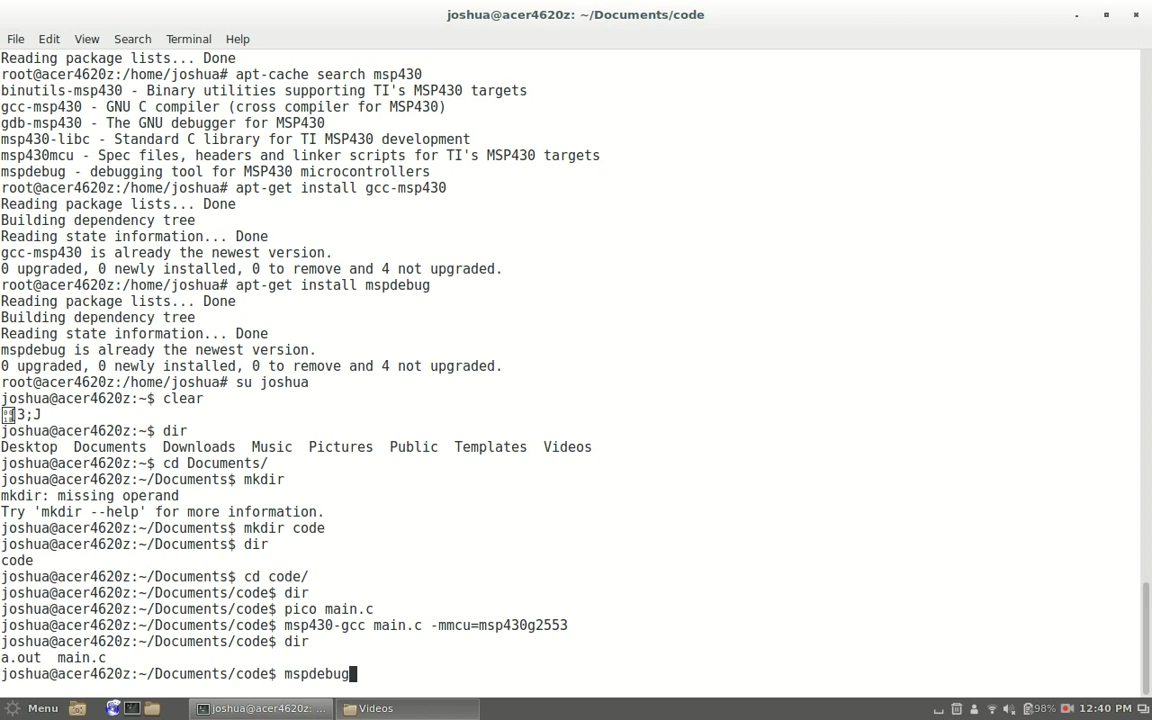 joshua@acer4620z: ~/Documents/code
File Edit View Search Terminal Help
Reading package lists... Done
root@acer4620z:/home/joshua# apt-cache search msp430
binutils-msp430 - Binary utilities supporting TI's MSP430 targets
gcc-msp430 - GNU C compiler (cross compiler for MSP430)
gdb-msp430 - The GNU debugger for MSP430
msp430-libc - Standard C library for TI MSP430 development
msp430mcu - Spec files, headers and linker scripts for TI's MSP430 targets
mspdebug - debugging tool for MSP430 microcontrollers
root@acer4620z:/home/joshua# apt-get install gcc-msp430
Reading package lists... Done
Building dependency tree
Reading state information... Done
gcc-msp430 is already the newest version.
0 upgraded, 0 newly installed, 0 to remove and 4 not upgraded.
root@acer4620z:/home/joshua# apt-get install mspdebug
Reading package lists... Done
Building dependency tree
Reading state information... Done
mspdebug is already the newest version.
0 upgraded, 0 newly installed, 0 to remove and 4 not upgraded.
root@acer4620z:/home/joshua# su joshua
joshua@acer4620z:~$ clear
3;J
joshua@acer4620z:~$ dir
Desktop Documents Downloads Music Pictures Public Templates Videos
joshua@acer4620z:~$ cd Documents/
joshua@acer4620z:~/Documents$ mkdir
mkdir: missing operand
Try 'mkdir --help' for more information.
joshua@acer4620z:~/Documents$ mkdir code
joshua@acer4620z:~/Documents$ dir
code
joshua@acer4620z:~/Documents$ cd code/
joshua@acer4620z:~/Documents/code$ dir
joshua@acer4620z:~/Documents/code$ pico main.c
joshua@acer4620z:~/Documents/code$ msp430-gcc main.c -mmcu=msp430g2553
joshua@acer4620z:~/Documents/code$ dir
a.out main.c
joshua@acer4620z:~/Documents/code$ mspdebug
Menu joshua@acer4620z: ... Videos 98% 12:40 PM